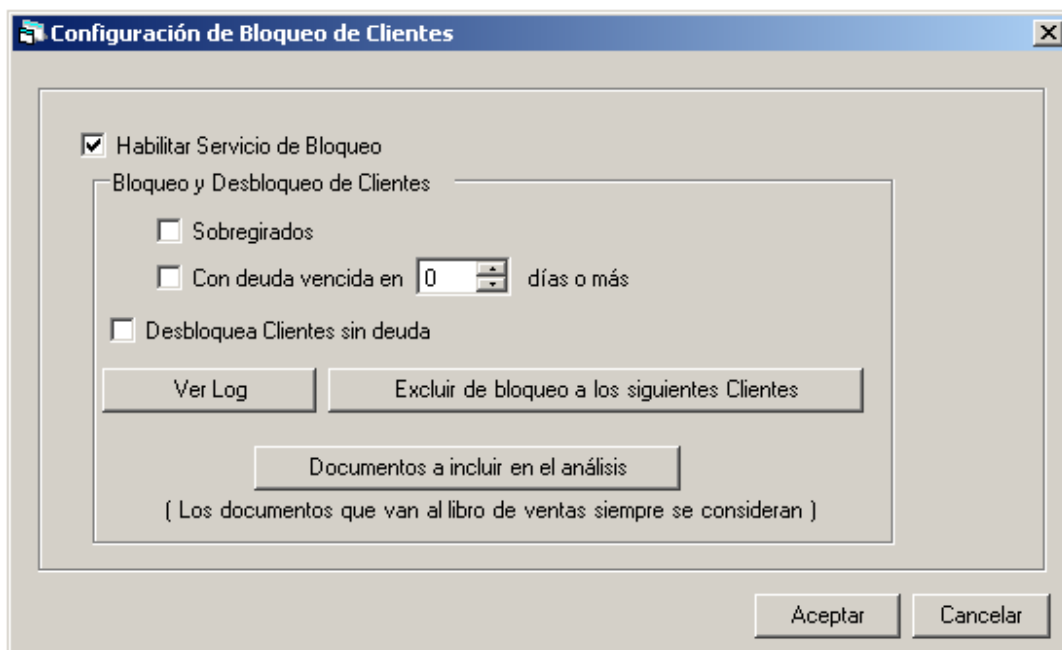 Configuración de Bloqueo de Clientes
Habilitar Servicio de Bloqueo
Bloqueo y Desbloqueo de Clientes
Sobregirados
Con deuda vencida en 0 días o más
Desbloquea Clientes sin deuda
Ver Log Excluir de bloqueo a los siguientes Clientes
Documentos a incluir en el análisis
( Los documentos que van al libro de ventas siempre se consideran )
Aceptar Cancelar